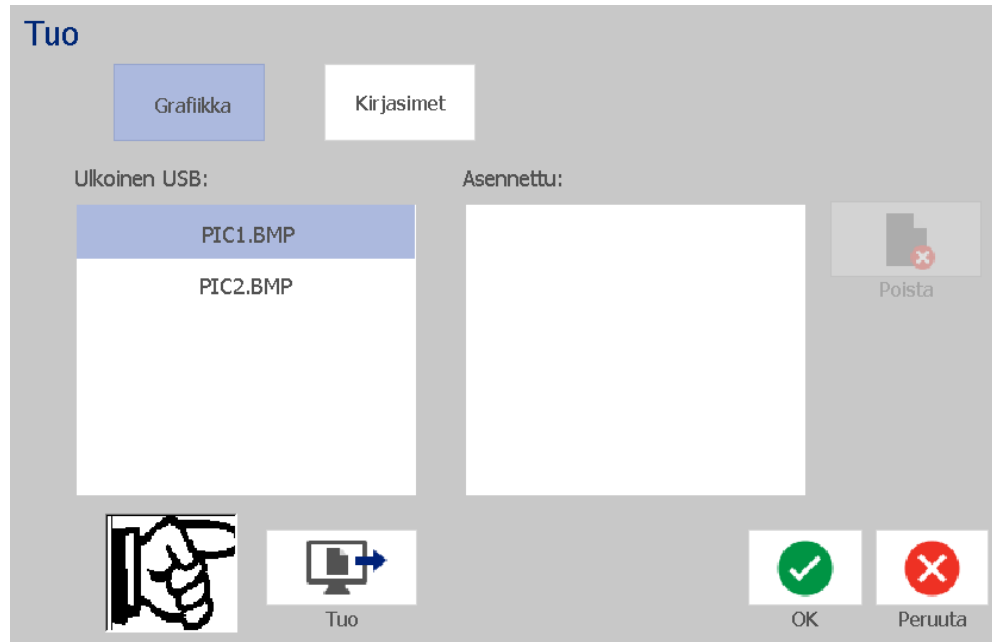 Tuo
Grafiikka
Kirjasimet
Ulkoinen USB:
Asennettu:
PIC1.BMP
PIC2.BMP
Poista
Tuo
OK
Peruuta